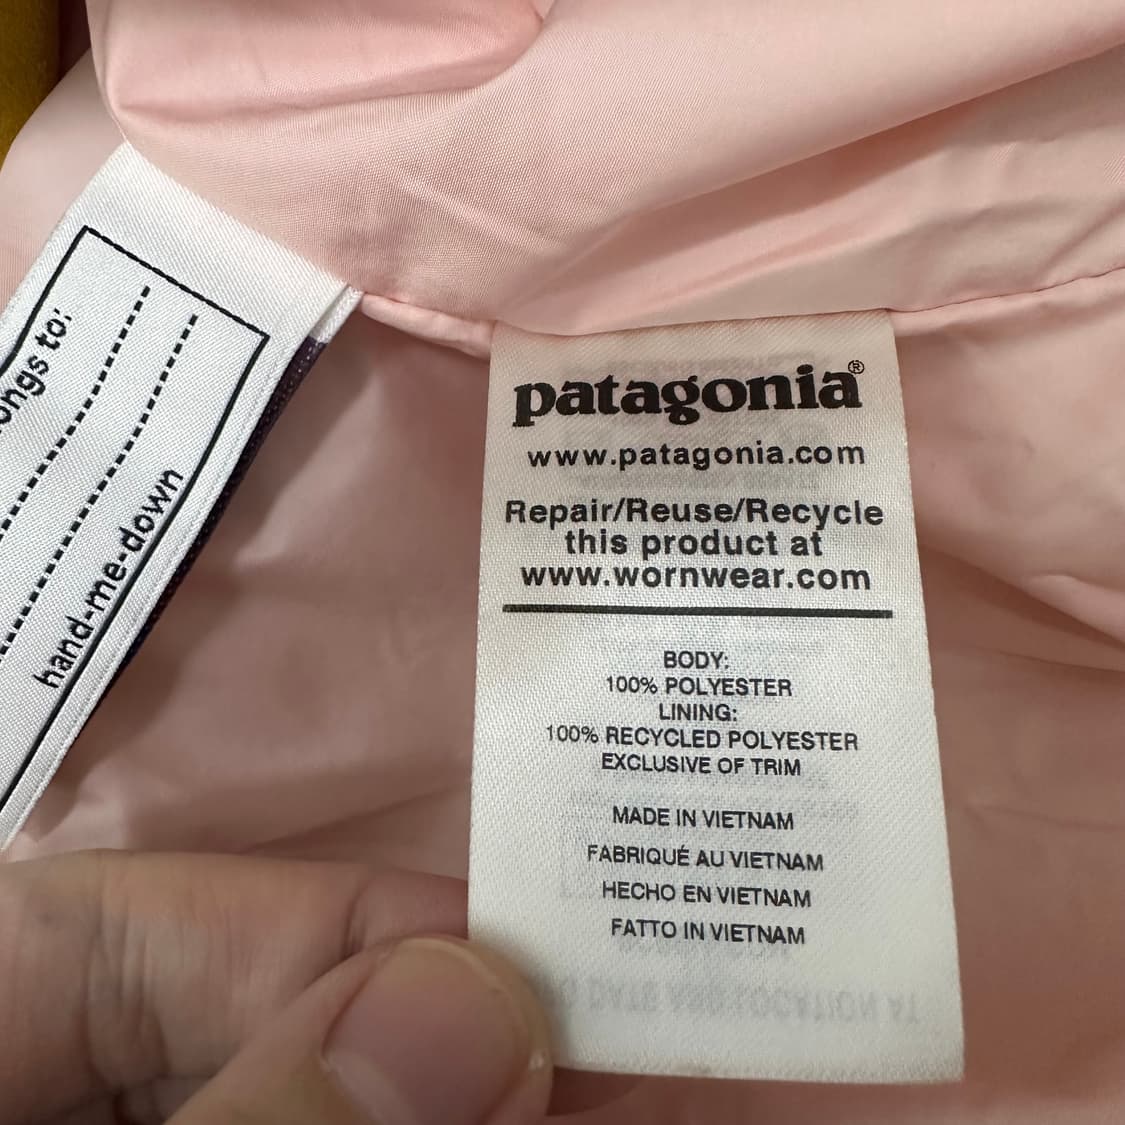 ongs to:
hand-me-down
patagonia®
www.patagonia.com
Repair/Reuse/Recycle
this product at
www.wornwear.com
BODY:
100% POLYESTER
LINING:
100% RECYCLED POLYESTER
EXCLUSIVE OF TRIM
MADE IN VIETNAM
FABRIQUÉ AU VIETNAM
HECHO EN VIETNAM
FATTO IN VIETNAM